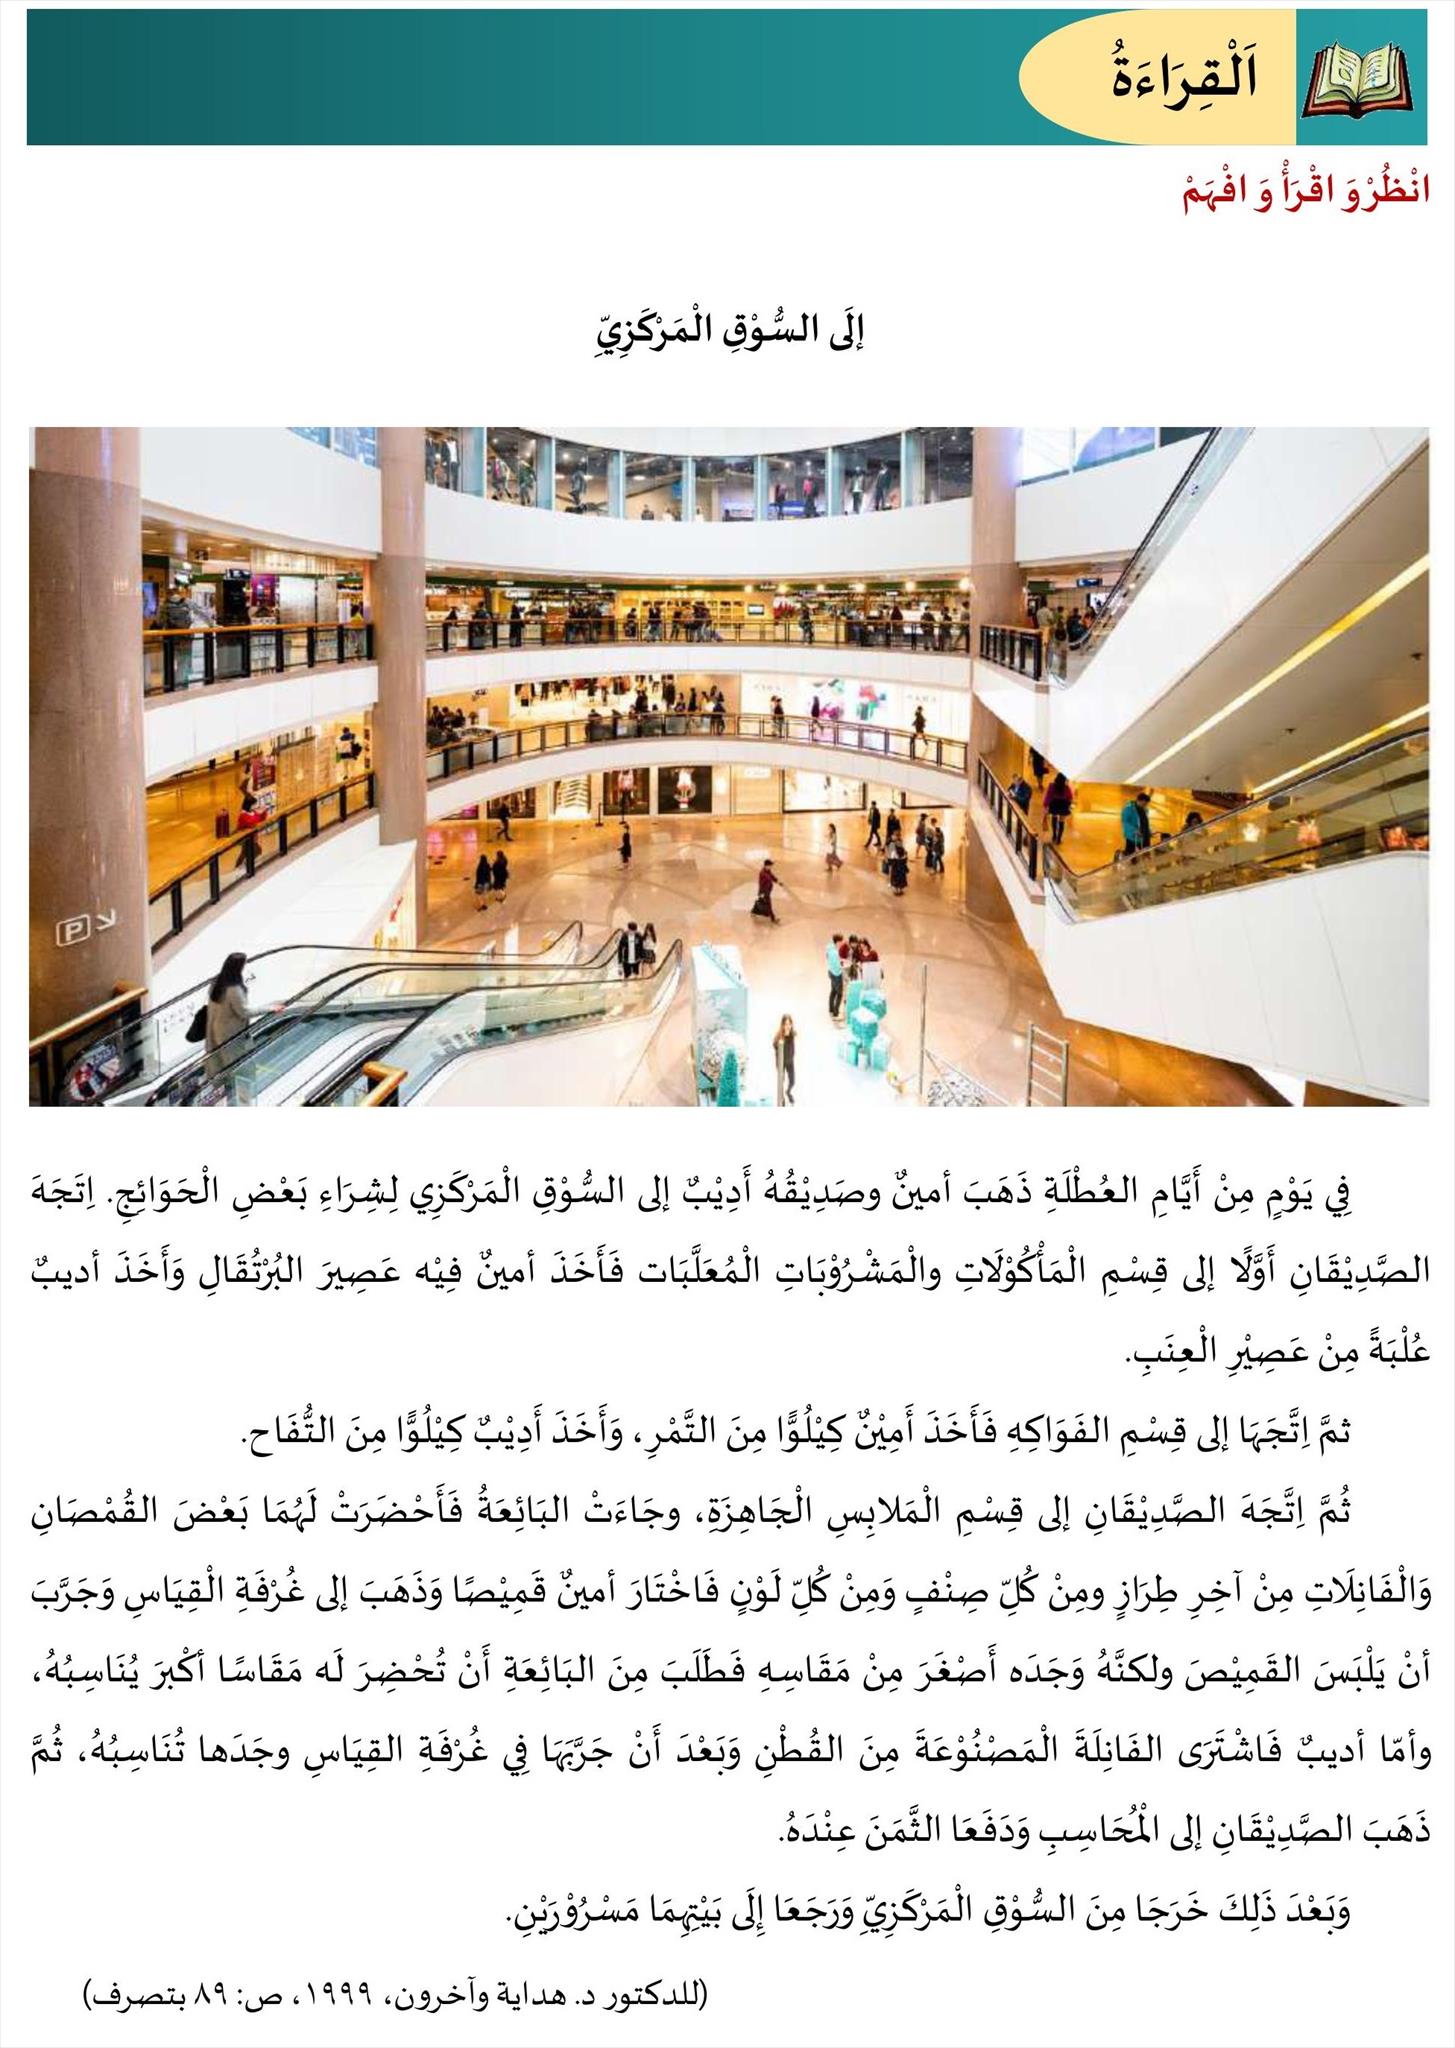 اَلْقِرَاءَةُ
انْظُرْ وَ اقْرَأْ وَ افْهَمْ
إلَى السُّوْقِ الْمَرْكَزِيِّ
P
فِي يَوْمٍ مِنْ أَيَّامِ العُطْلَةِ ذَهَبَ أمينٌ وصَدِيْقُهُ أَدِيْبٌ إلى السُّوْقِ الْمَرْكَزِي لِشِرَاءِ بَعْضِ الْحَوَائِجِ. اِتَجَهَ
الصَّدِيْقَانِ أَوَّلًا إلى قِسْمِ الْمَأْكُوْلَاتِ والْمَشْرُوْبَاتِ الْمُعَلَّبَات فَأَخَذَ أمينٌ فِيْه عَصِيرَ البُرْتُقَالِ وَأَخَذَ أديبٌ
عُلْبَةً مِنْ عَصِيْرِ الْعِنَبِ.
ثمَّ اِتَّجَهَا إلى قِسْمِ الفَوَاكِهِ فَأَخَذَ أَمِيْنٌ كِيْلُوًّا مِنَ التَّمْرِ، وَأَخَذَ أَدِيْبٌ كِيْلُوًّا مِنَ التُّفَاح.
ثُمَّ اِتَّجَهَ الصَّدِيْقَانِ إلى قِسْمِ الْمَلابِسِ الْجَاهِزَةِ، وجَاءَتْ البَائِعَةُ فَأَحْضَرَتْ لَهُمَا بَعْضَ القُمْصَانِ
وَالْفَانِلَاتِ مِنْ آخِرِ طِرَازٍ ومِنْ كُلِّ صِنْفٍ وَمِنْ كُلِّ لَوْنٍ فَاخْتَارَ أمينٌ قَمِيْصًا وَذَهَبَ إلى غُرْفَةِ الْقِيَاسِ وَجَرَّبَ
أنْ يَلْبَسَ القَمِيْصَ ولكنَّهُ وَجَدَه أَصْغَرَ مِنْ مَقَاسِهِ فَطَلَبَ مِنَ البَائِعَةِ أَنْ تُحْضِرَ لَه مَقَاسًا أكْبرَ يُنَاسِبُهُ،
وأمّا أديبٌ فَاشْتَرَى الفَانِلَةَ الْمَصْنُوْعَةَ مِنَ القُطْنِ وَبَعْدَ أَنْ جَرَّبَهَا فِي غُرْفَةِ القِيَاسِ وجَدَها تُنَاسِبُهُ، ثُمَّ
ذَهَبَ الصَّدِيْقَانِ إلى الْمُحَاسِبِ وَدَفَعَا الثَّمَنَ عِنْدَهُ.
وَبَعْدَ ذَلِكَ خَرَجَا مِنَ السُّوْقِ الْمَرْكَزِيِّ وَرَجَعَا إِلَى بَيْتِهِمَا مَسْرُوْرَيْنِ.
(للدكتور د. هداية وآخرون، ١٩٩٩، ص: ٨٩ بتصرف)